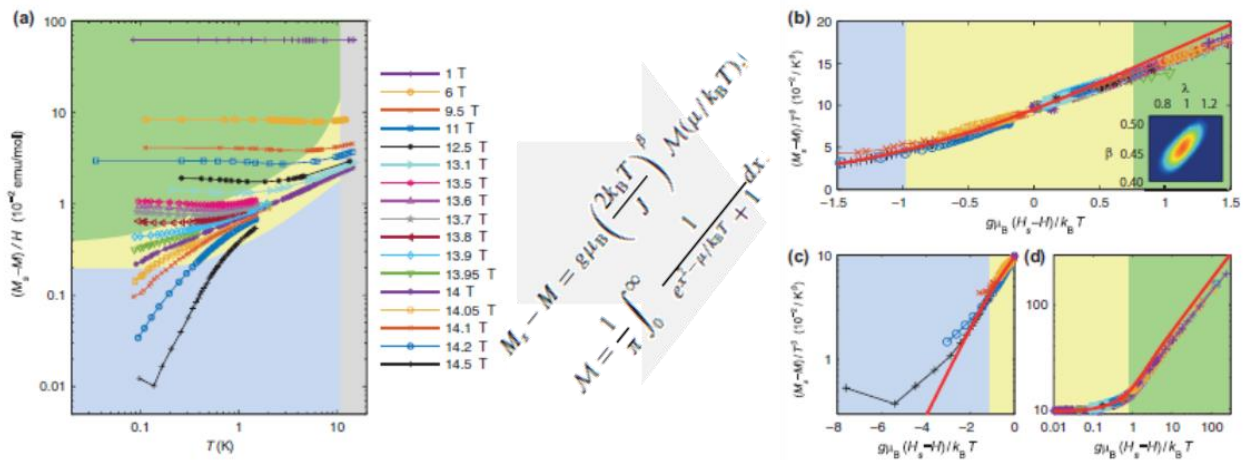 (a)
100
10
1
0.1
0.01
(M_s–M) / H (10⁻² emu/mol)
0.1 1 10
T (K)
1 T
6 T
9.5 T
11 T
12.5 T
13.1 T
13.5 T
13.6 T
13.7 T
13.8 T
13.9 T
13.95 T
14 T
14.05 T
14.1 T
14.2 T
14.5 T
M_s − M = gμ_B (2k_BT / J)^β M(μ/k_BT),
M = 1/π ∫_0^∞ 1 / (e^{x²−μ/k_BT} + 1) dx
(b)
20
15
10
5
0
(M_s–M) / T^β (10⁻² / K^β)
-1.5 -1 -0.5 0 0.5 1 1.5
gμ_B (H_s–H) / k_B T
λ
0.8 1 1.2
0.50
β 0.45
0.40
(c)
10
1
(M_s–M) / T^β (10⁻² / K^β)
-8 -6 -4 -2 0
gμ_B (H_s–H) / k_B T
(d)
100
10
0.01 0.1 1 10 100
gμ_B (H_s–H) / k_B T